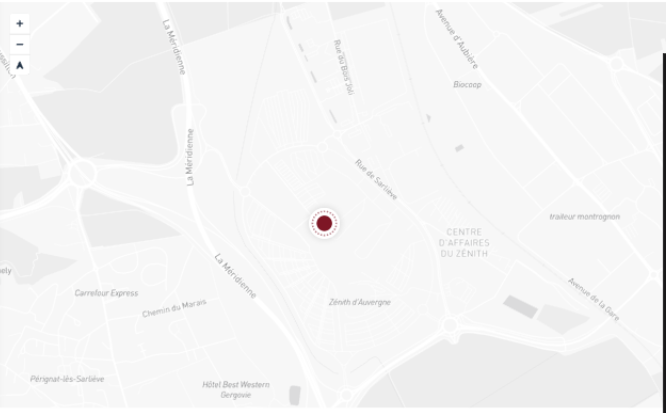 +
−
La Méridienne
Rue du Bois Joli
Avenue d'Aubière
Biocoop
La Méridienne
Rue de Sarliève
traiteur montrognon
CENTRE
D'AFFAIRES
DU ZÉNITH
La Méridienne
Avenue de la Gare
Carrefour Express
Chemin du Marais
Zénith d'Auvergne
Pérignat-lès-Sarliève
Hôtel Best Western
Gergovie